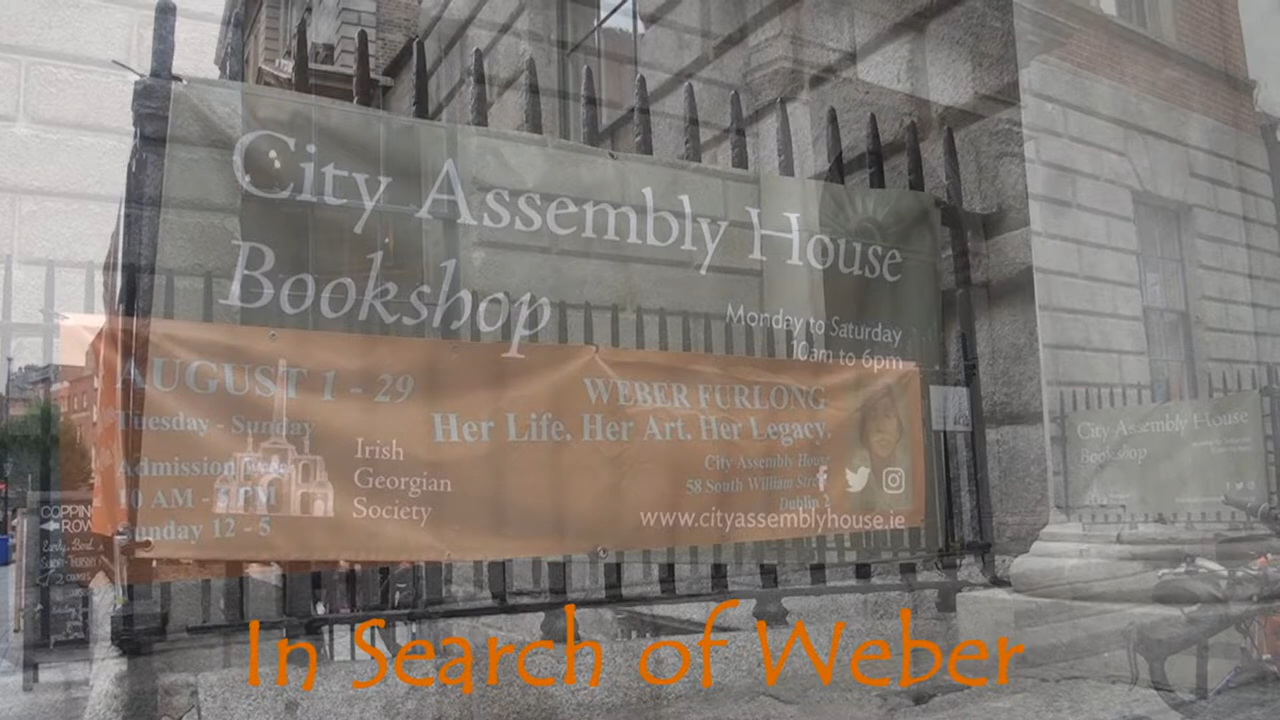 City Assembly House
Bookshop
Monday to Saturday
10am to 6pm
AUGUST 1 - 29
Tuesday - Sunday
Admission
10 AM - 5 PM
Sunday 12 - 5
Irish
Georgian
Society
WEBER FURLONG
Her Life. Her Art. Her Legacy.
City Assembly House
58 South William Street
Dublin 2
www.cityassemblyhouse.ie
City Assembly House
Bookshop
COPPIN
ROW
In Search of Weber